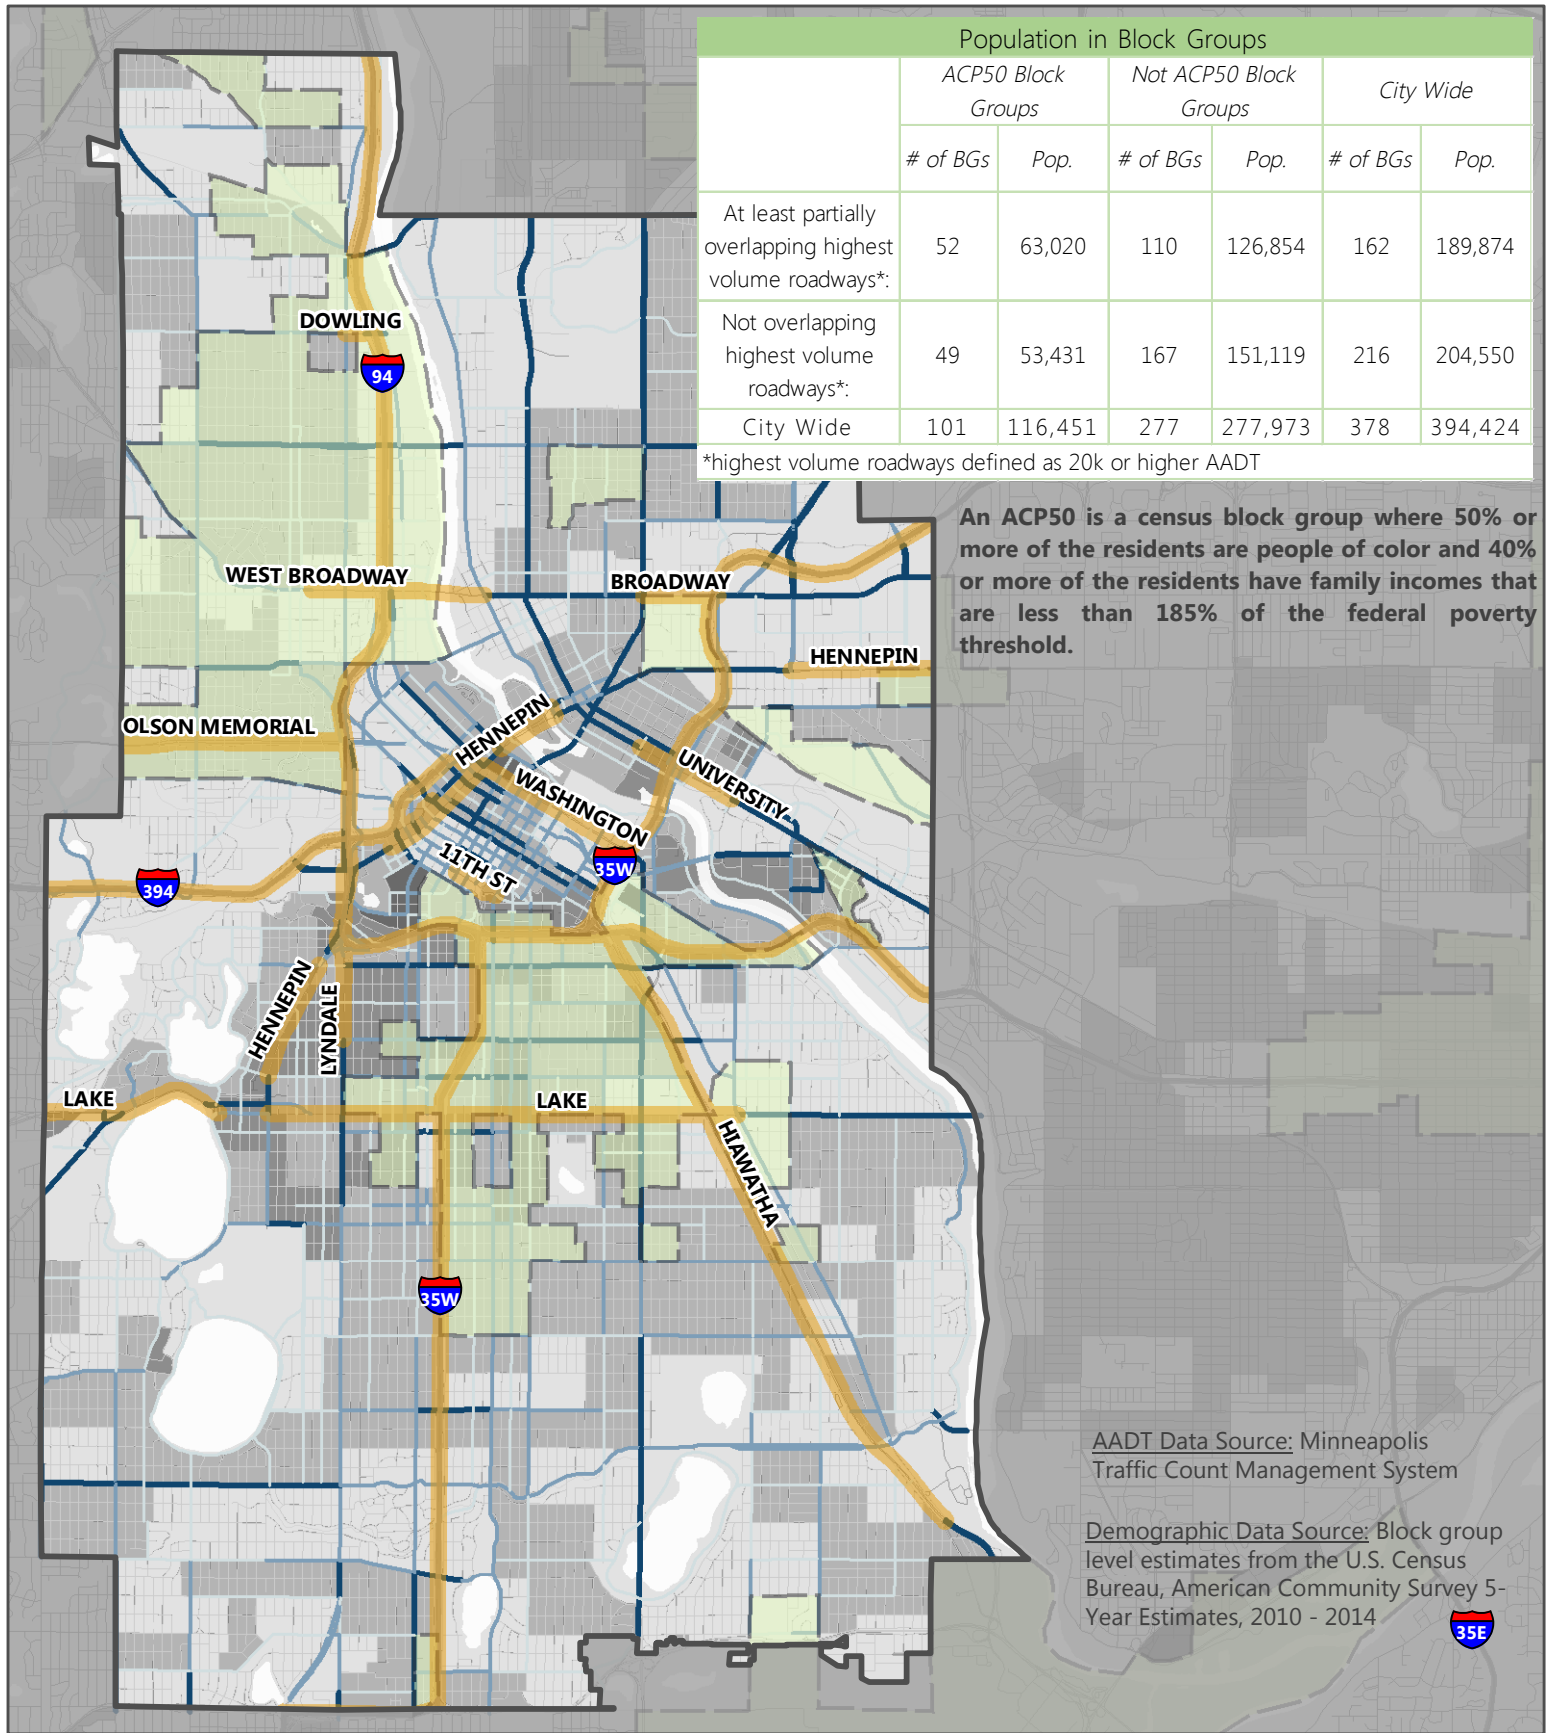 Population in Block Groups
ACP50 Block Groups
Not ACP50 Block Groups
City Wide
# of BGs Pop. # of BGs Pop. # of BGs Pop.
At least partially overlapping highest volume roadways*: 52 63,020 110 126,854 162 189,874
Not overlapping highest volume roadways*: 49 53,431 167 151,119 216 204,550
City Wide 101 116,451 277 277,973 378 394,424
*highest volume roadways defined as 20k or higher AADT
An ACP50 is a census block group where 50% or
more of the residents are people of color and 40%
or more of the residents have family incomes that
are less than 185% of the federal poverty
threshold.
DOWLING
94
WEST BROADWAY
BROADWAY
HENNEPIN
OLSON MEMORIAL
HENNEPIN
WASHINGTON
UNIVERSITY
11TH ST
35W
394
HENNEPIN
LYNDALE
LAKE
LAKE
HIAWATHA
35W
AADT Data Source: Minneapolis
Traffic Count Management System
Demographic Data Source: Block group
level estimates from the U.S. Census
Bureau, American Community Survey 5-
Year Estimates, 2010 - 2014
35E